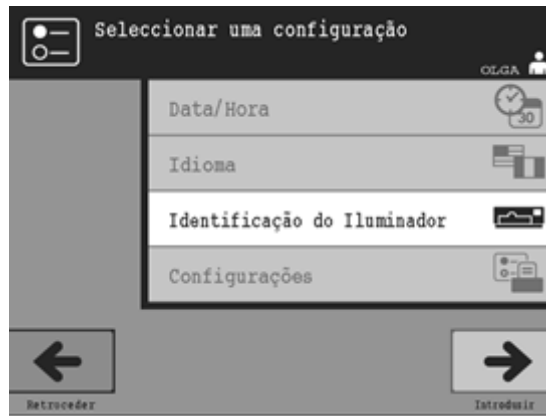 Seleccionar uma configuração
OLGA
Data/Hora
30
Idioma
Identificação do Iluminador
Configurações
Retroceder
Introduzir